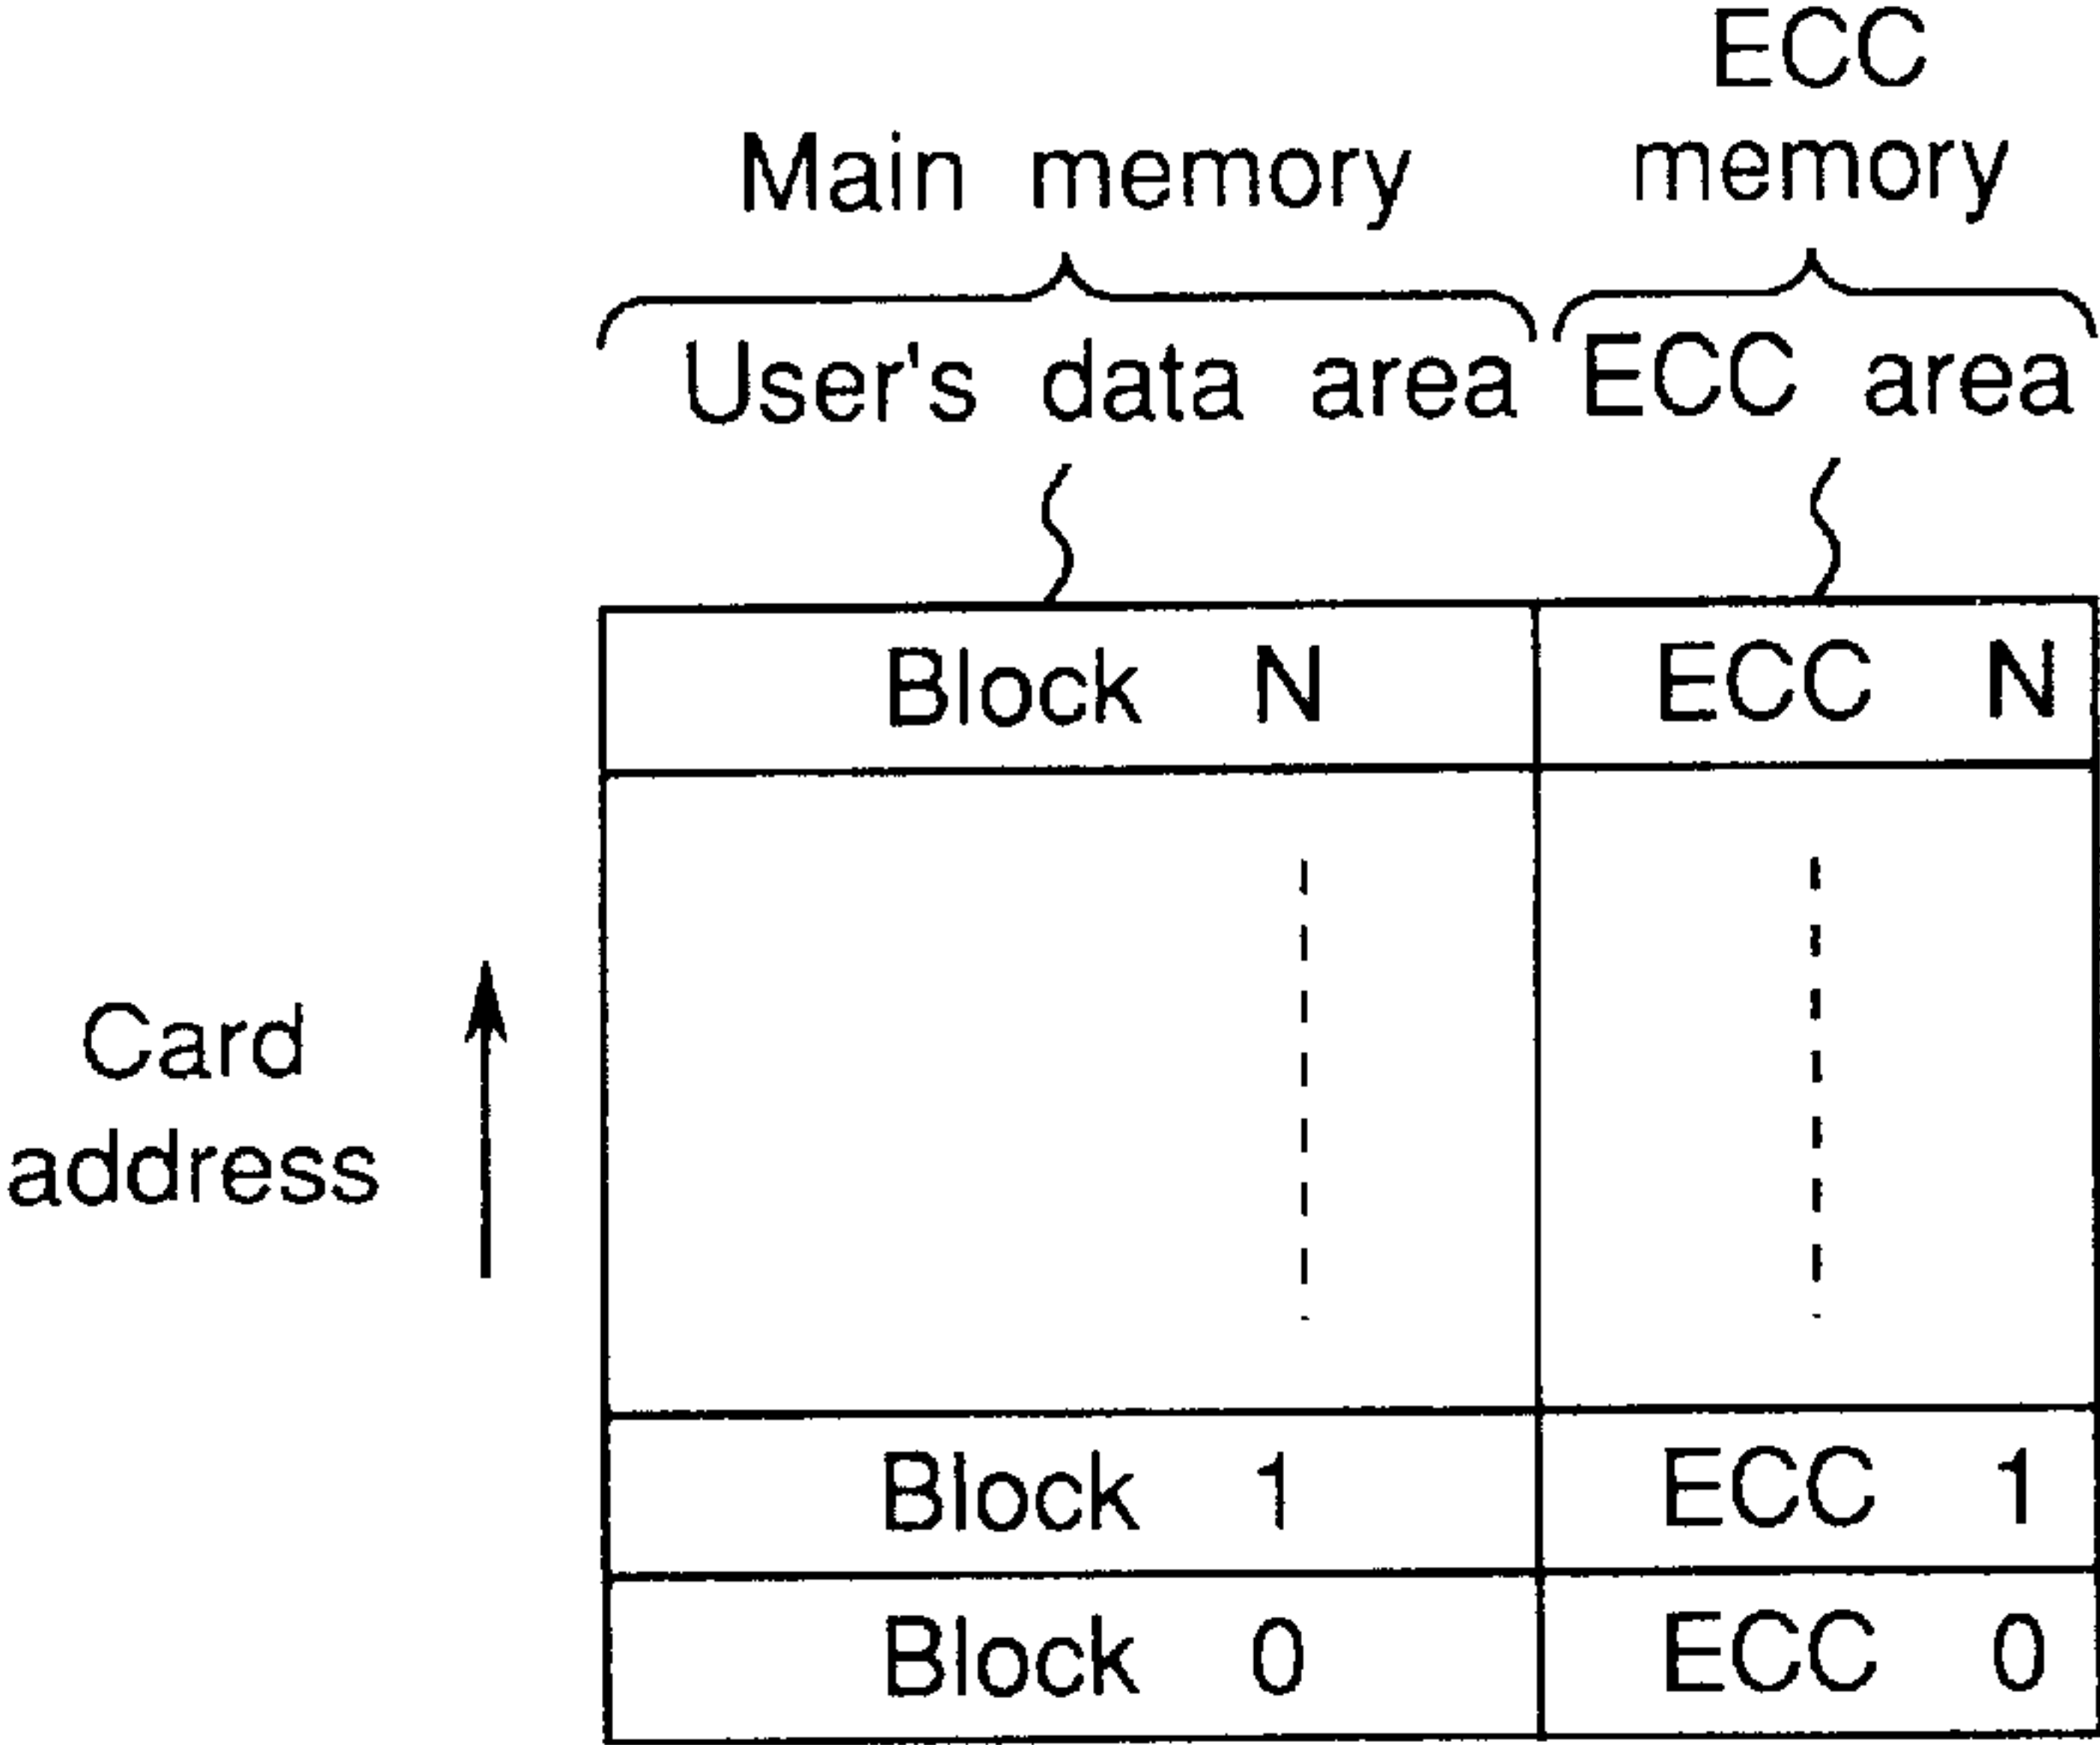 ECC
Main memory memory
User's data area ECC area
Block N ECC N
Card
address
Block 1 ECC 1
Block 0 ECC 0